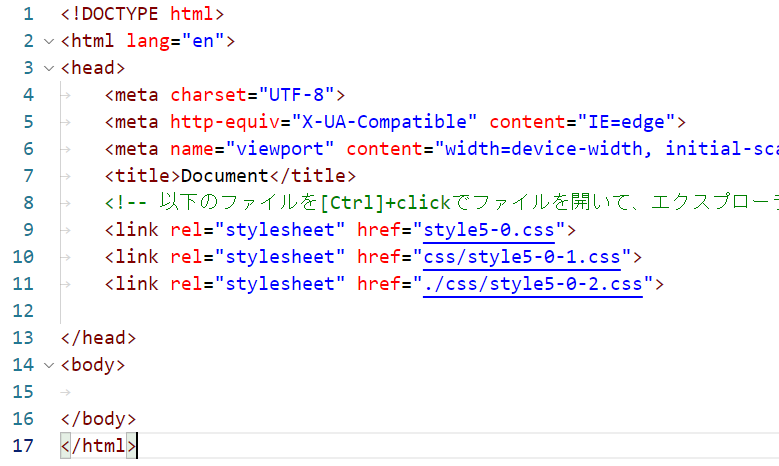 1 <!DOCTYPE html>
2 <html lang="en">
3 <head>
4 <meta charset="UTF-8">
5 <meta http-equiv="X-UA-Compatible" content="IE=edge">
6 <meta name="viewport" content="width=device-width, initial-sca
7 <title>Document</title>
8 <!-- 以下のファイルを[Ctrl]+clickでファイルを開いて、エクスプローラ
9 <link rel="stylesheet" href="style5-0.css">
10 <link rel="stylesheet" href="css/style5-0-1.css">
11 <link rel="stylesheet" href="./css/style5-0-2.css">
12
13 </head>
14 <body>
15
16 </body>
17 </html>